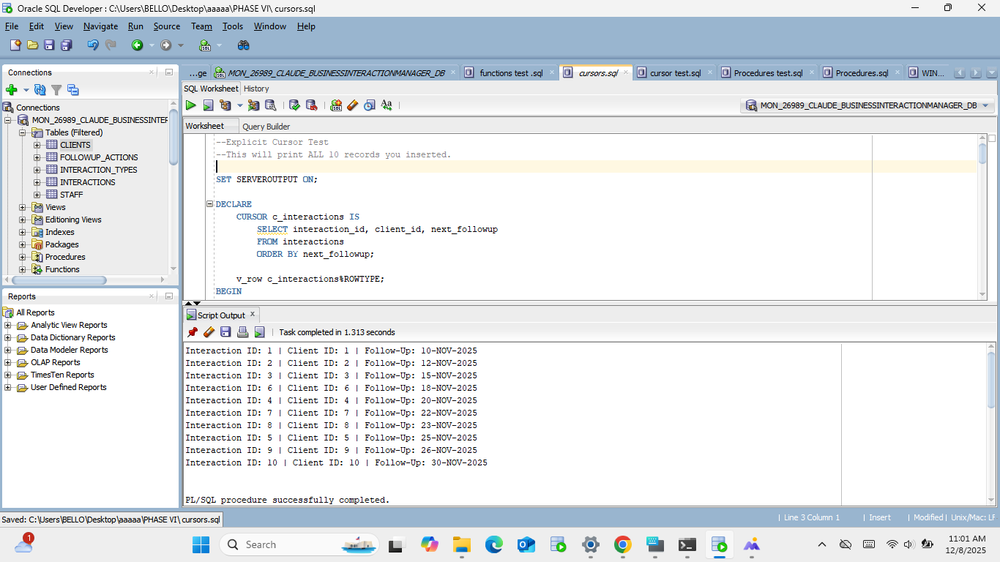 Oracle SQL Developer : C:\Users\BELLO\Desktop\aaaaa\PHASE VI\ cursors.sql
File Edit View Navigate Run Source Team Tools Window Help
Connections
Connections
MON_26989_CLAUDE_BUSINESSINTER
Tables (Filtered)
CLIENTS
FOLLOWUP_ACTIONS
INTERACTION_TYPES
INTERACTIONS
STAFF
Views
Editioning Views
Indexes
Packages
Procedures
Functions
Reports
All Reports
Analytic View Reports
Data Dictionary Reports
Data Modeler Reports
OLAP Reports
TimesTen Reports
User Defined Reports
...ge MON_26989_CLAUDE_BUSINESSINTERACTIONMANAGER_DB functions test .sql cursors.sql cursor test.sql Procedures test.sql Procedures.sql WIN...
SQL Worksheet History
MON_26989_CLAUDE_BUSINESSINTERACTIONMANAGER_DB
Worksheet Query Builder
--Explicit Cursor Test
--This will print ALL 10 records you inserted.
SET SERVEROUTPUT ON;
DECLARE
CURSOR c_interactions IS
SELECT interaction_id, client_id, next_followup
FROM interactions
ORDER BY next_followup;
v_row c_interactions%ROWTYPE;
BEGIN
Script Output x
Task completed in 1.313 seconds
Interaction ID: 1 | Client ID: 1 | Follow-Up: 10-NOV-2025
Interaction ID: 2 | Client ID: 2 | Follow-Up: 12-NOV-2025
Interaction ID: 3 | Client ID: 3 | Follow-Up: 15-NOV-2025
Interaction ID: 6 | Client ID: 6 | Follow-Up: 18-NOV-2025
Interaction ID: 4 | Client ID: 4 | Follow-Up: 20-NOV-2025
Interaction ID: 7 | Client ID: 7 | Follow-Up: 22-NOV-2025
Interaction ID: 8 | Client ID: 8 | Follow-Up: 23-NOV-2025
Interaction ID: 5 | Client ID: 5 | Follow-Up: 25-NOV-2025
Interaction ID: 9 | Client ID: 9 | Follow-Up: 26-NOV-2025
Interaction ID: 10 | Client ID: 10 | Follow-Up: 30-NOV-2025
PL/SQL procedure successfully completed.
Saved: C:\Users\BELLO\Desktop\aaaaa\PHASE VI\ cursors.sql
Line 3 Column 1 | Insert | Modified | Unix/Mac: LF
1
Search
11:01 AM
12/8/2025